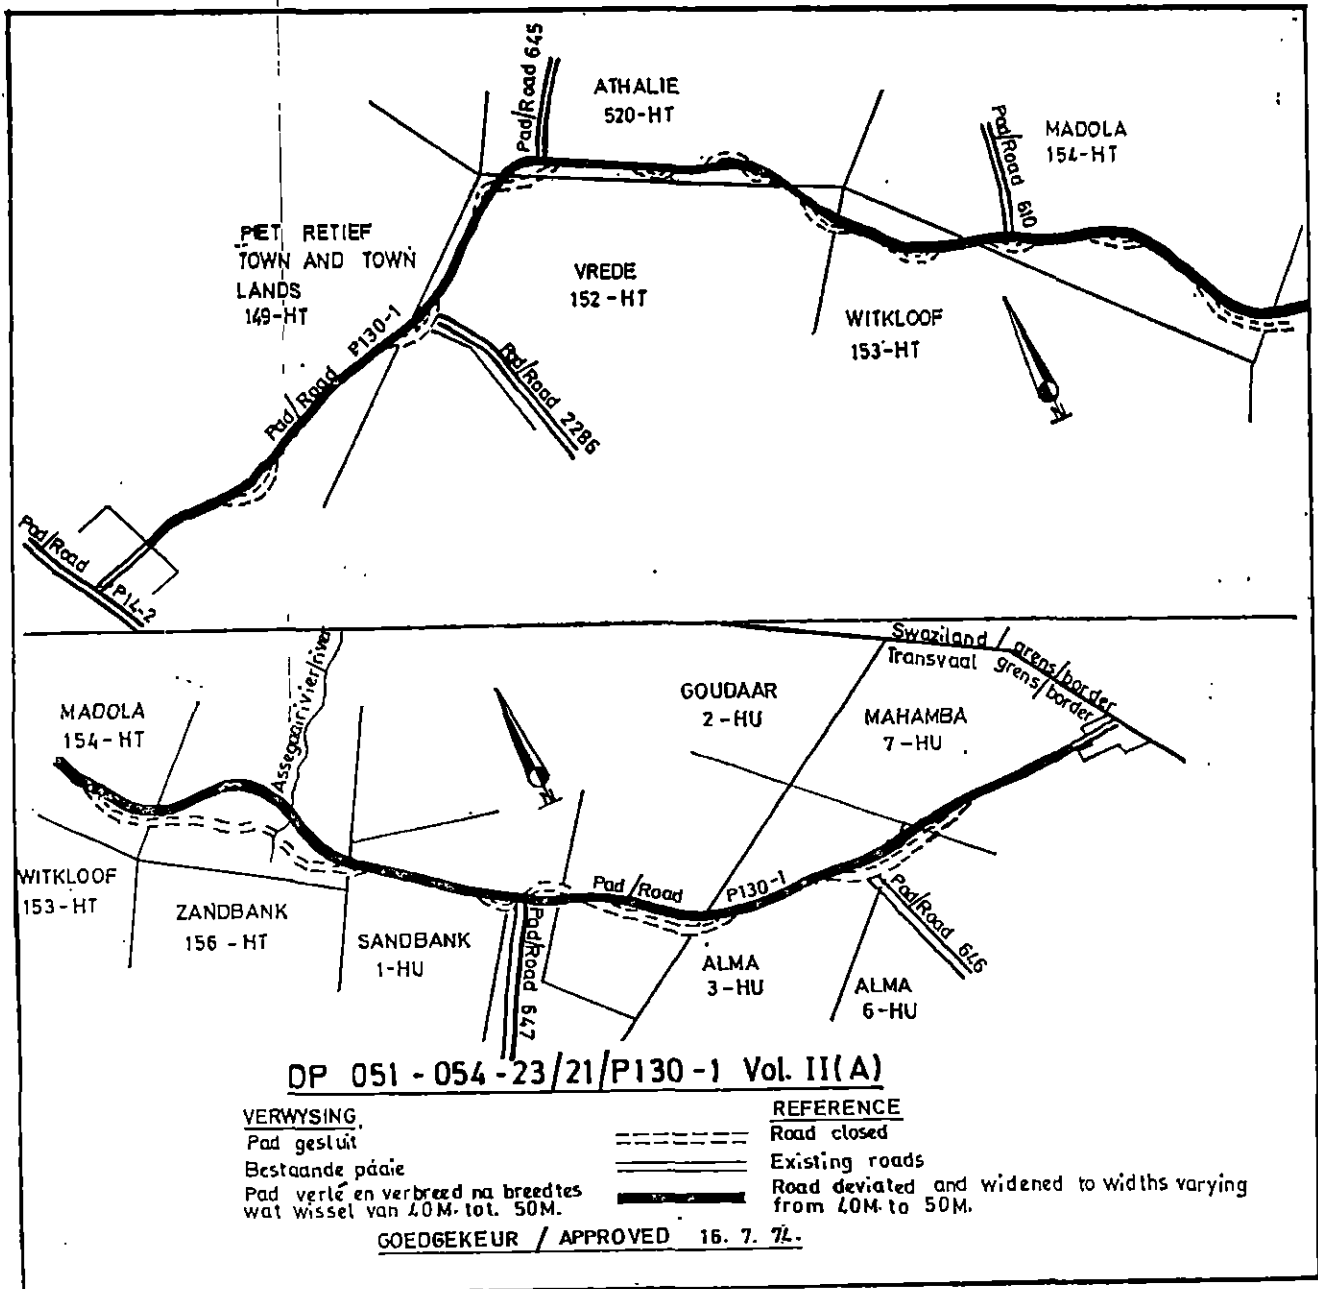 Pad/Road 645
ATHALIE
520-HT
Pad/Road 610
MADOLA
154-HT
PIET RETIEF
TOWN AND TOWN
LANDS
149-HT
VREDE
152-HT
WITKLOOF
153-HT
Pad/Road P130-1
Pad/Road 2286
N
Pad/Road P14-2
Swaziland grens/border
Transvaal grens/border
Assegaairivier/river
MADOLA
154-HT
GOUDAAR
2-HU
MAHAMBA
7-HU
N
WITKLOOF
153-HT
ZANDBANK
156-HT
SANDBANK
1-HU
Pad/Road 647
Pad/Road P130-1
ALMA
3-HU
Pad/Road 646
ALMA
6-HU
DP 051-054-23/21/P130-1 Vol. II(A)
VERWYSING REFERENCE
Pad gesluit Road closed
Bestaande paaie Existing roads
Pad verlê en verbreed na breedtes Road deviated and widened to widths varying
wat wissel van 40M. tot. 50M. from 40M. to 50M.
GOEDGEKEUR / APPROVED 16. 7. 74.